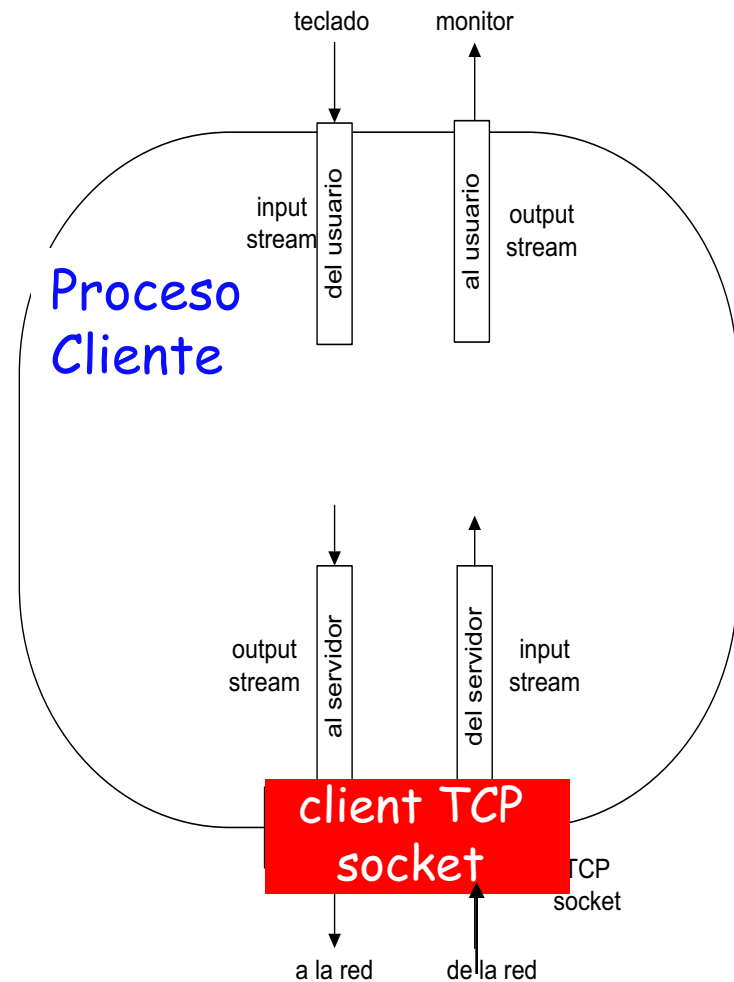 teclado
monitor
input
stream
del usuario
al usuario
output
stream
Proceso
Cliente
output
stream
al servidor
del servidor
input
stream
client TCP
socket
TCP
socket
a la red
de la red